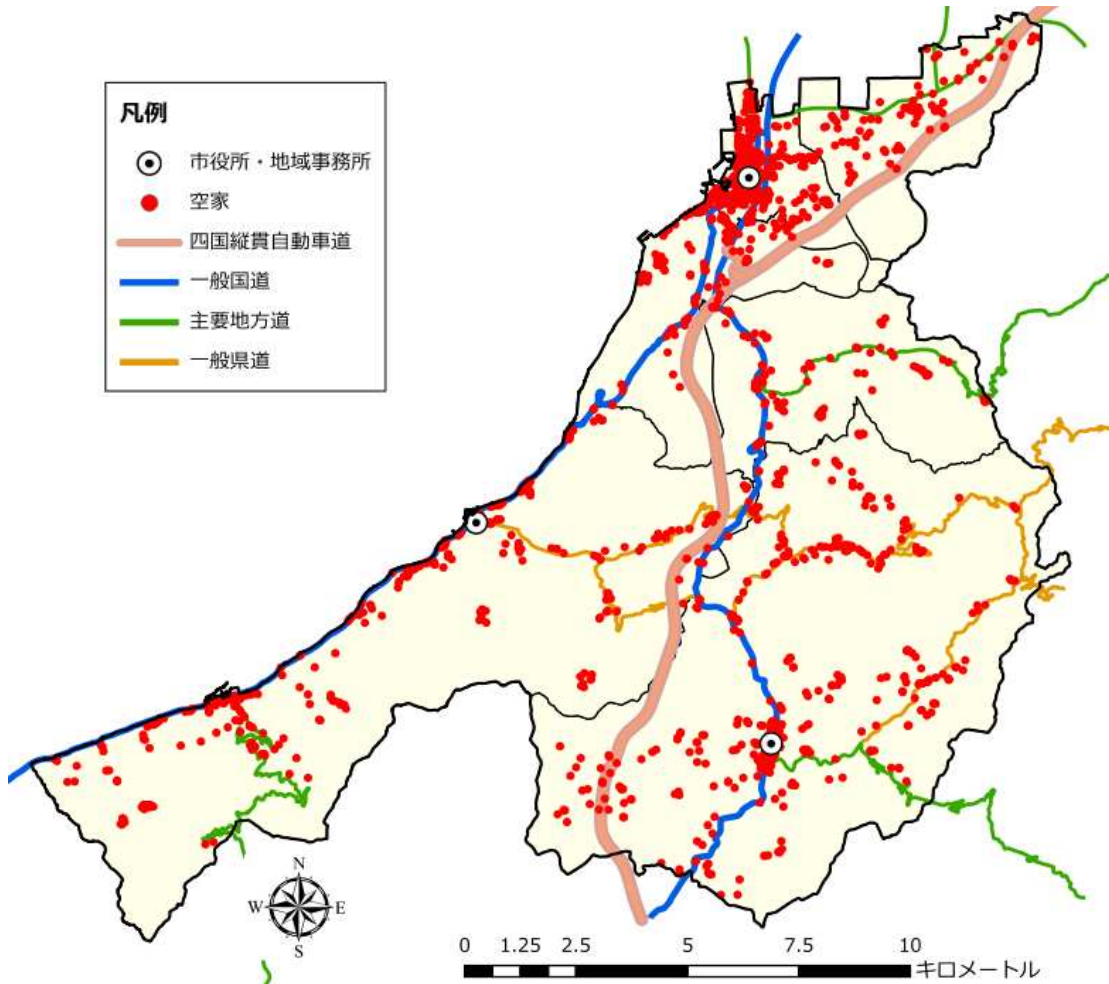 凡例
市役所・地域事務所
空家
四国縦貫自動車道
一般国道
主要地方道
一般県道
N
W E
S
0 1.25 2.5 5 7.5 10
キロメートル